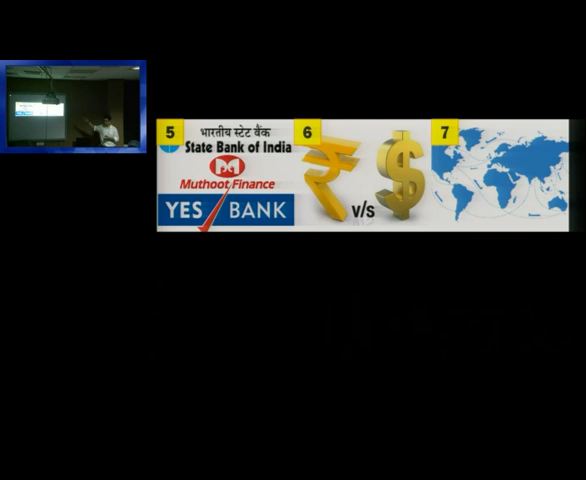 5
भारतीय स्टेट बैंक
State Bank of India
Muthoot Finance
YES BANK
6
v/s
7